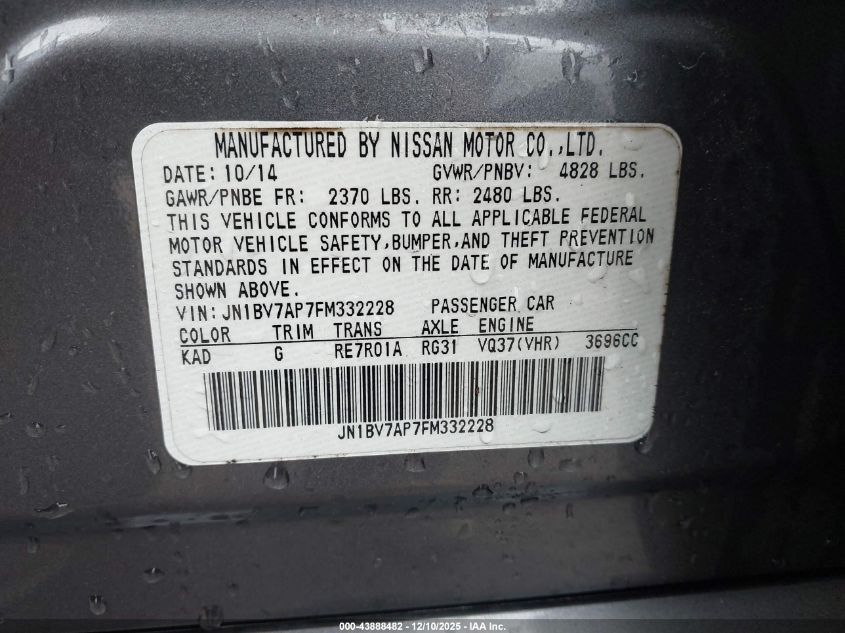 MANUFACTURED BY NISSAN MOTOR CO.,LTD.
DATE: 10/14 GVWR/PNBV: 4828 LBS.
GAWR/PNBE FR: 2370 LBS. RR: 2480 LBS.
THIS VEHICLE CONFORMS TO ALL APPLICABLE FEDERAL
MOTOR VEHICLE SAFETY,BUMPER,AND THEFT PREVENTION
STANDARDS IN EFFECT ON THE DATE OF MANUFACTURE
SHOWN ABOVE.
VIN:JN1BV7AP7FM332228 PASSENGER CAR
COLOR TRIM TRANS AXLE ENGINE
KAD G RE7R01A RG31 VQ37(VHR) 3696CC
JN1BV7AP7FM332228
000-43888482 - 12/10/2025 - IAA Inc.